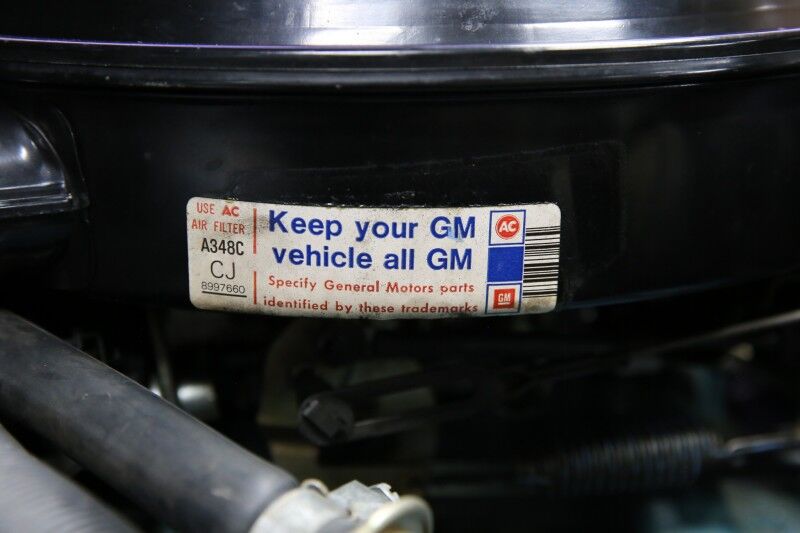 USE AC
AIR FILTER
A348C
CJ
8997660
Keep your GM
vehicle all GM
Specify General Motors parts
identified by these trademarks
AC
GM